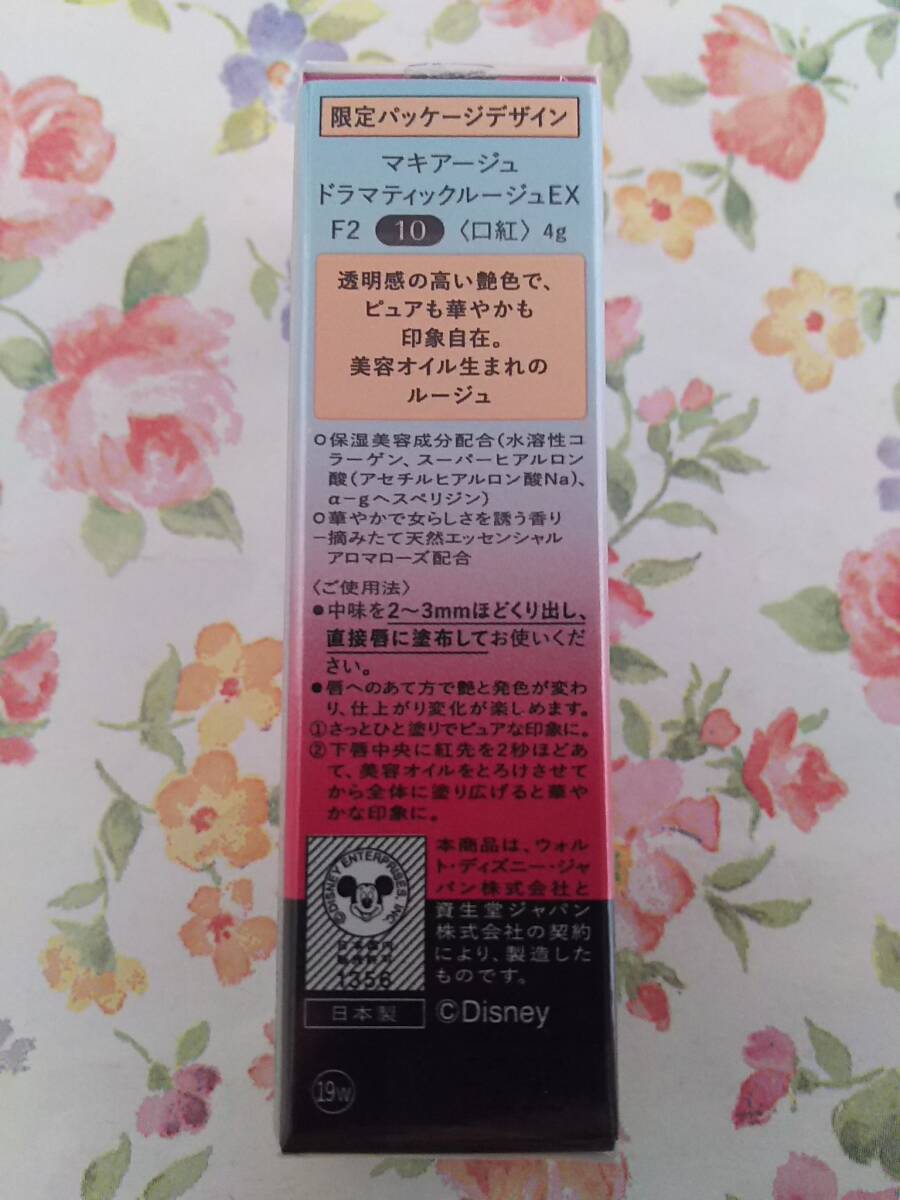 限定パッケージデザイン
マキアージュ
ドラマティックルージュEX
F2 10 〈口紅〉 4g
透明感の高い艶色で、
ピュアも華やかも
印象自在。
美容オイル生まれの
ルージュ
○保湿美容成分配合(水溶性コ
ラーゲン、スーパーヒアルロン
酸(アセチルヒアルロン酸Na)、
α−gヘスペリジン)
○華やかで女らしさを誘う香り
−摘みたて天然エッセンシャル
アロマローズ配合
〈ご使用法〉
●中味を2〜3mmほどくり出し、
直接唇に塗布してお使いくだ
さい。
●唇へのあて方で艶と発色が変わ
り、仕上がり変化が楽しめます。
①さっとひと塗りでピュアな印象に。
②下唇中央に紅先を2秒ほどあ
て、美容オイルをとろけさせて
から全体に塗り広げると華や
かな印象に。
©DISNEY ENTERPRISES, INC.
日本国内
販売許可
1356
本商品は、ウォル
ト・ディズニー・ジャ
パン株式会社と
資生堂ジャパン
株式会社の契約
により、製造した
ものです。
日本製
©Disney
19W